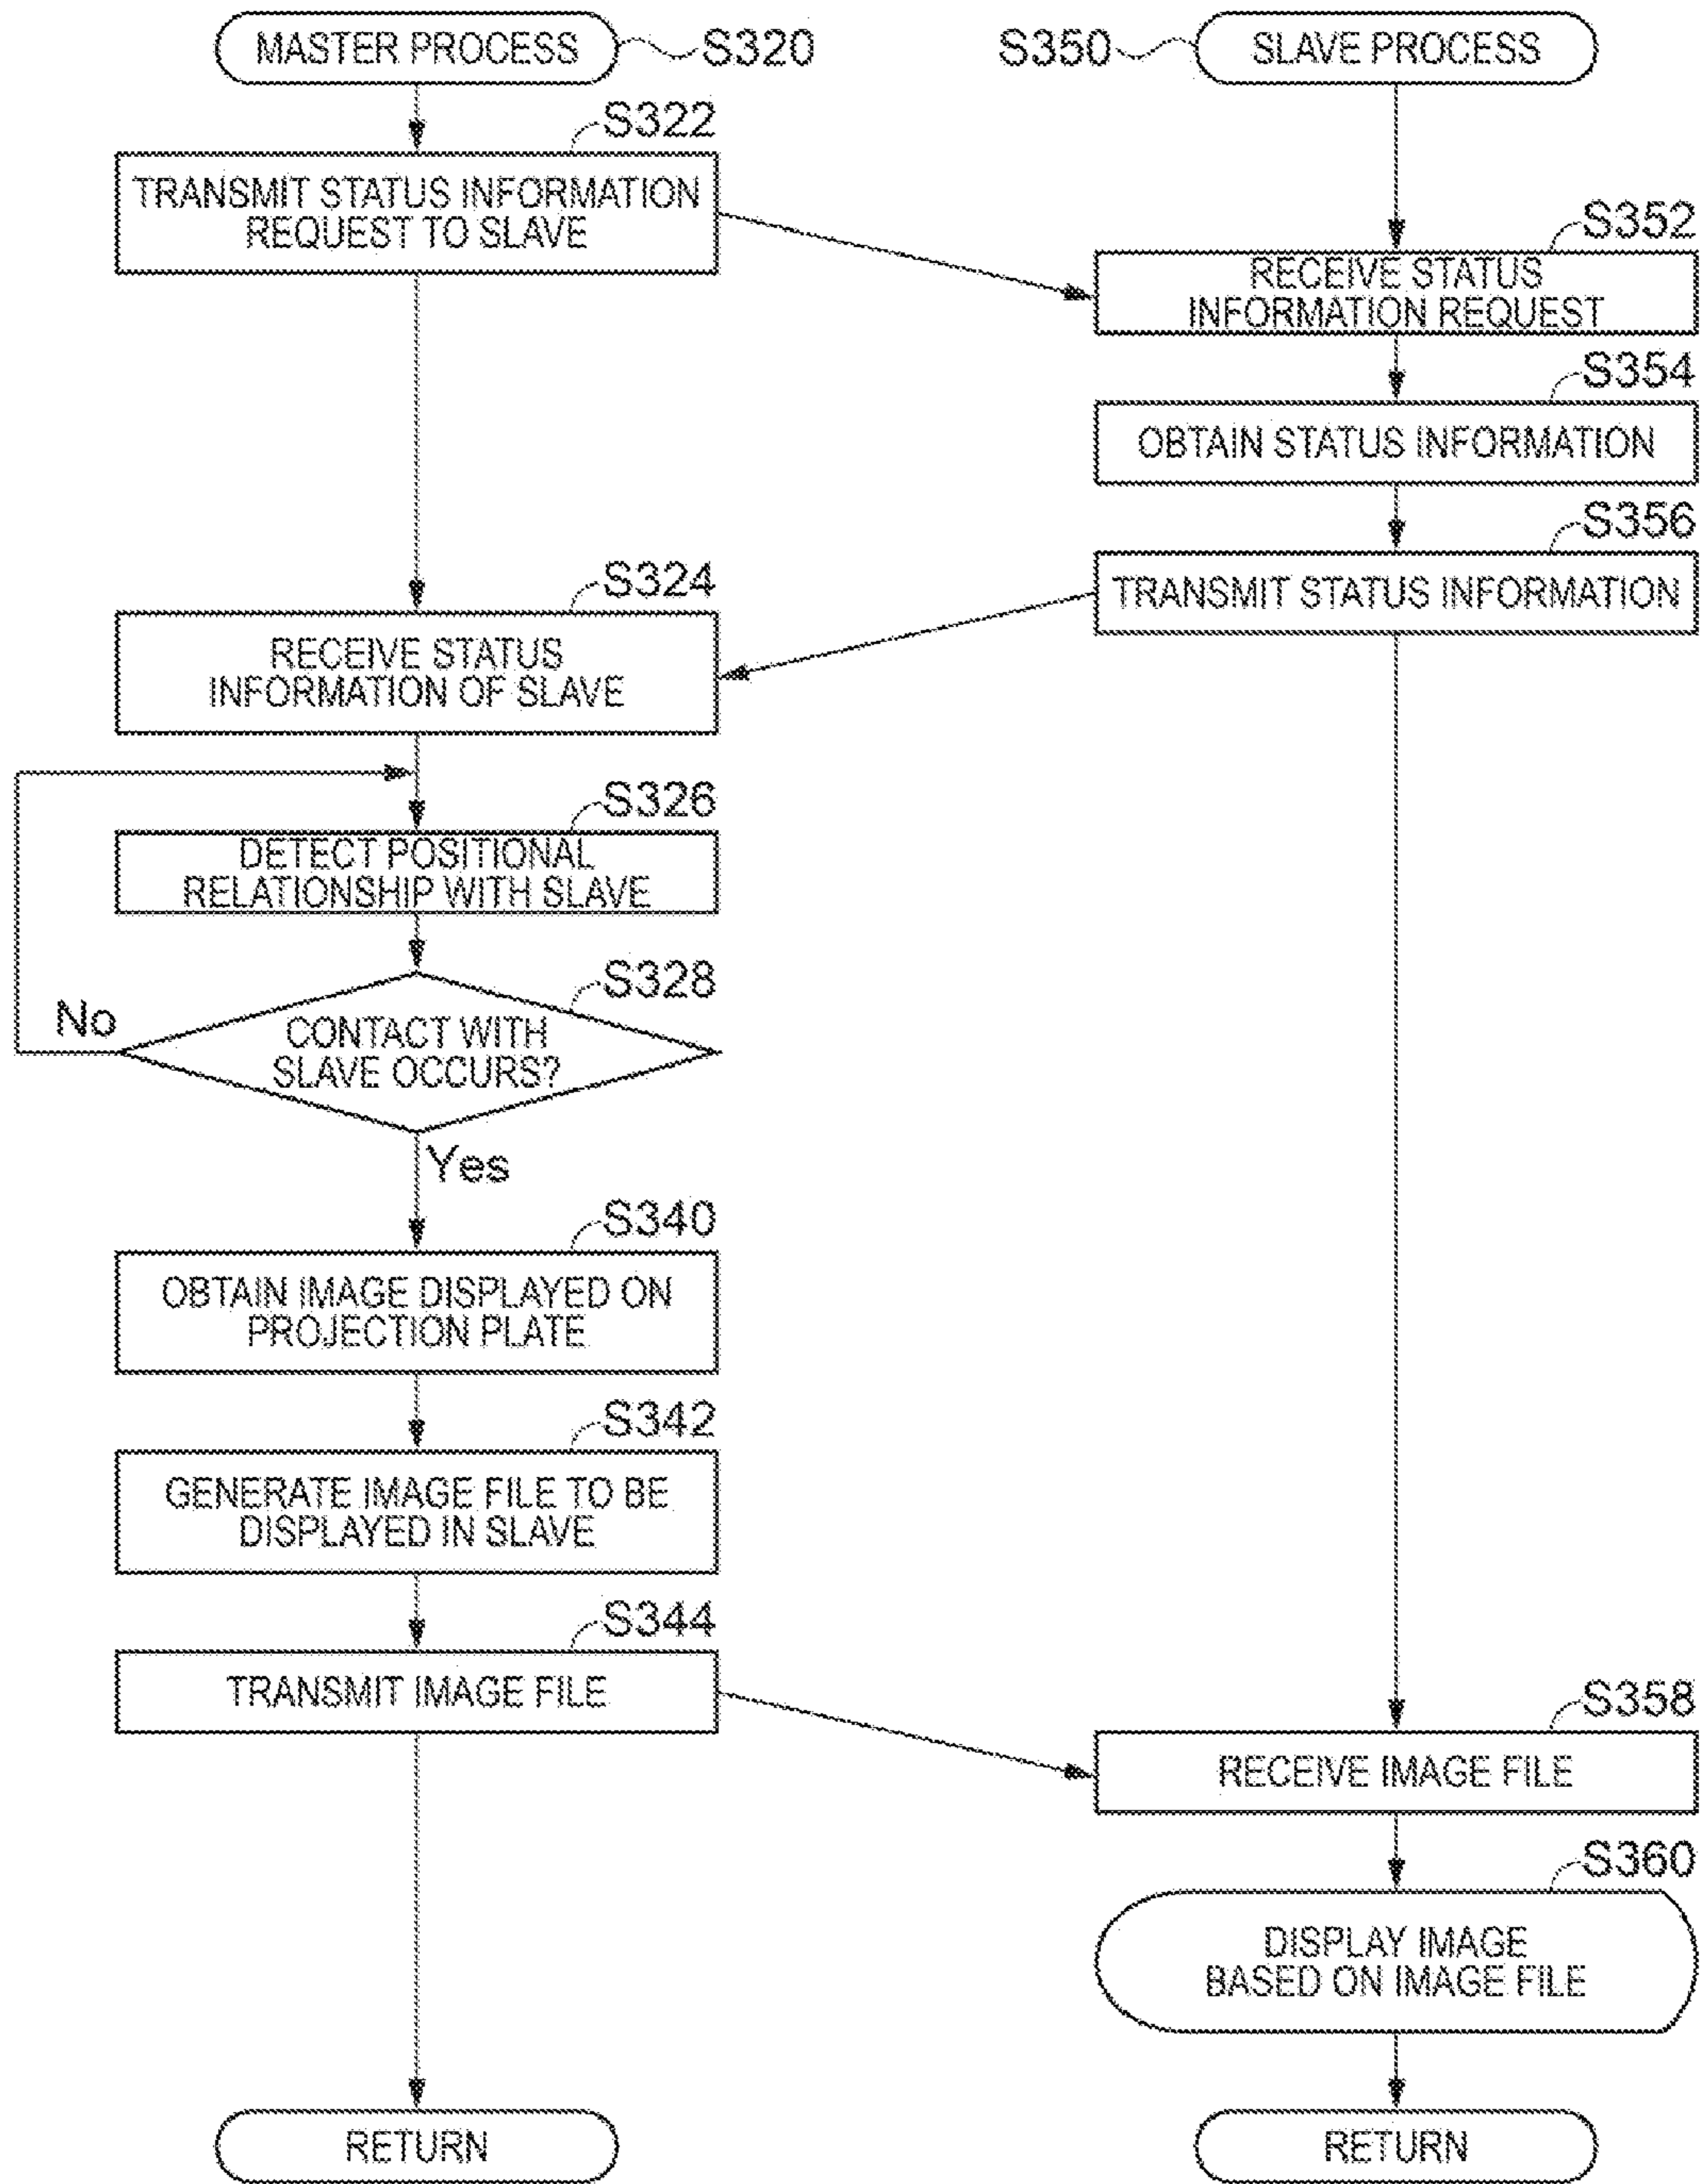 MASTER PROCESS
S320
S322
TRANSMIT STATUS INFORMATION
REQUEST TO SLAVE
S324
RECEIVE STATUS
INFORMATION OF SLAVE
S326
DETECT POSITIONAL
RELATIONSHIP WITH SLAVE
S328
CONTACT WITH
SLAVE OCCURS?
No
Yes
S340
OBTAIN IMAGE DISPLAYED ON
PROJECTION PLATE
S342
GENERATE IMAGE FILE TO BE
DISPLAYED IN SLAVE
S344
TRANSMIT IMAGE FILE
RETURN
S350
SLAVE PROCESS
S352
RECEIVE STATUS
INFORMATION REQUEST
S354
OBTAIN STATUS INFORMATION
S356
TRANSMIT STATUS INFORMATION
S358
RECEIVE IMAGE FILE
S360
DISPLAY IMAGE
BASED ON IMAGE FILE
RETURN